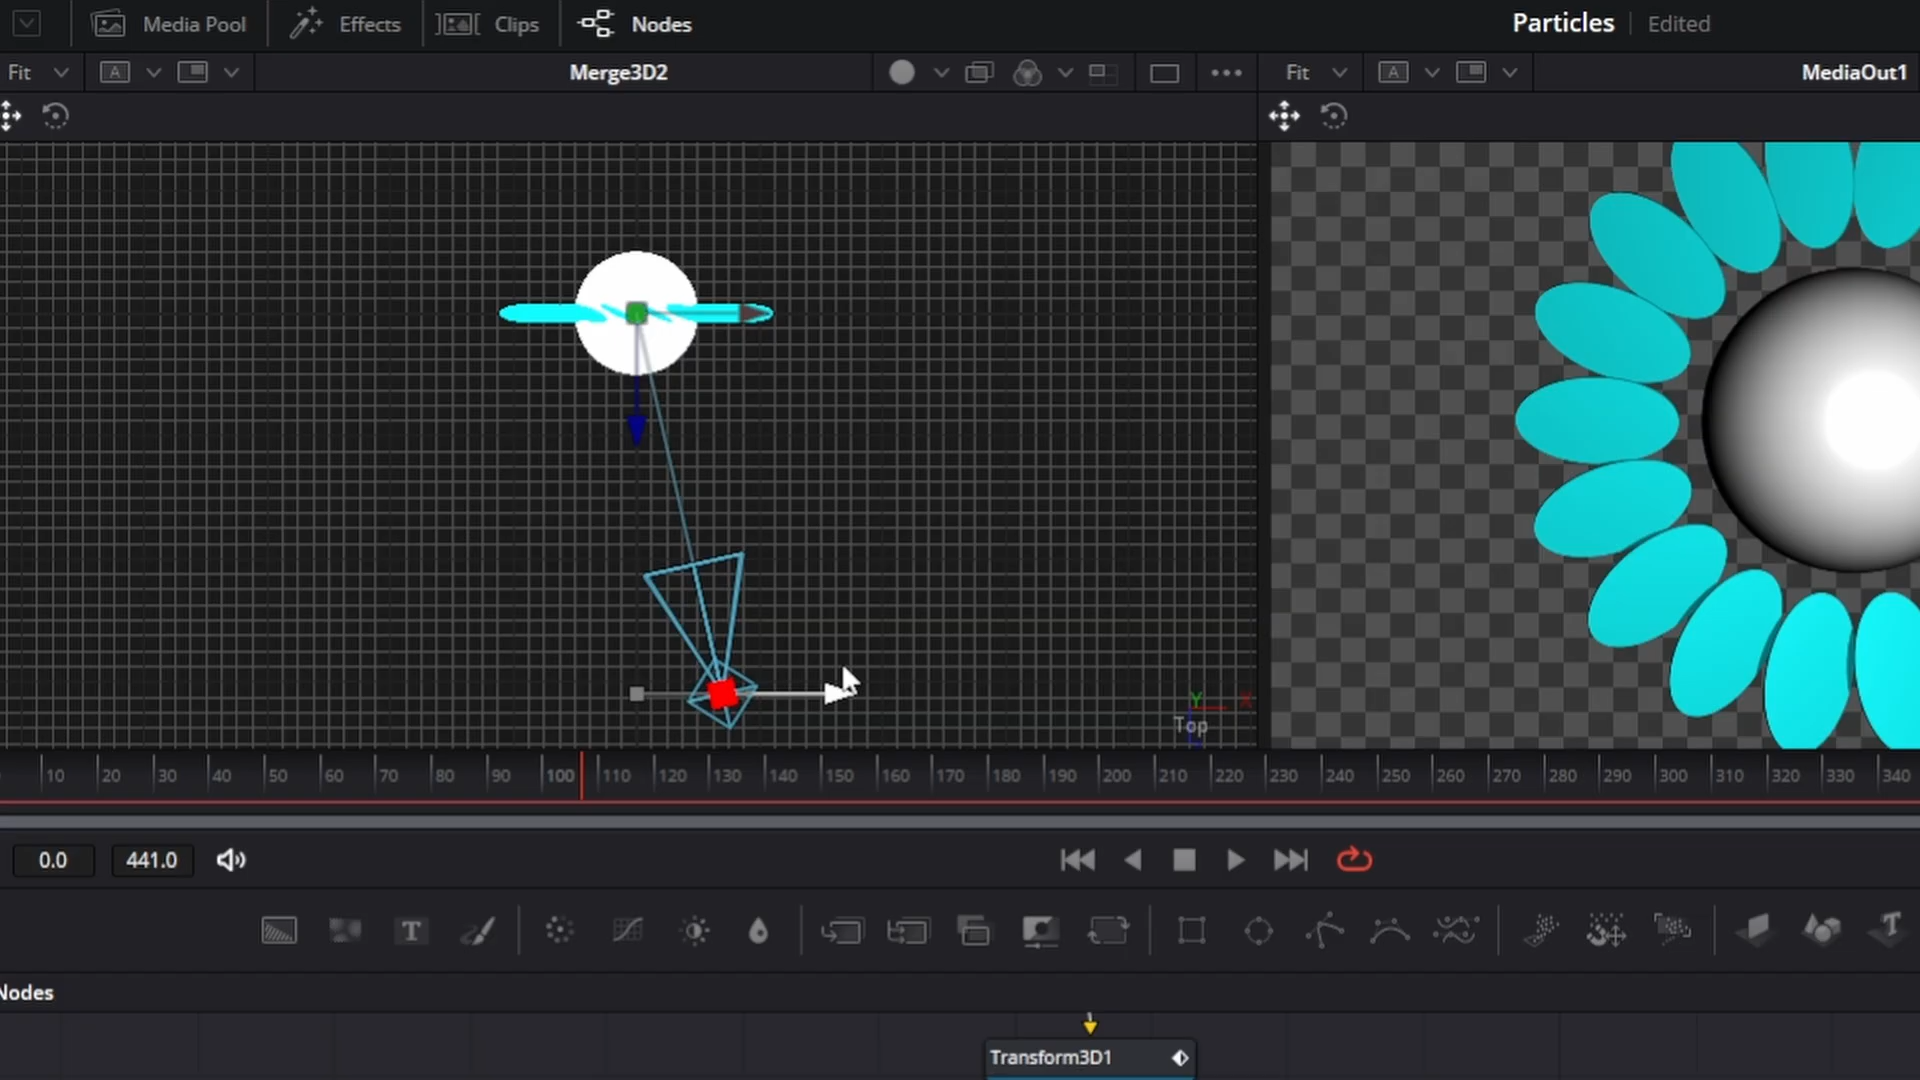 Media Pool Effects Clips Nodes Particles Edited
Fit A Merge3D2 Fit A MediaOut1
Y X
Top
10 20 30 40 50 60 70 80 90 100 110 120 130 140 150 160 170 180 190 200 210 220 230 240 250 260 270 280 290 300 310 320 330 340
0.0 441.0
T T
Nodes
Transform3D1